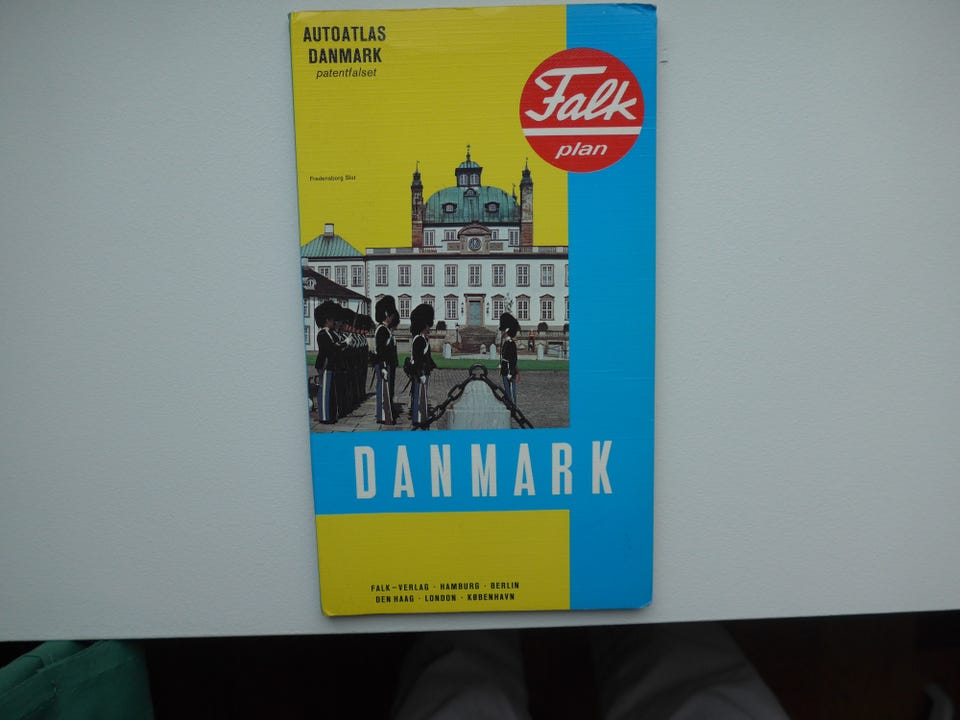 AUTOATLAS
DANMARK
patentfalset
Falk
plan
Fredensborg Slot
DANMARK
FALK–VERLAG · HAMBURG · BERLIN
DEN HAAG · LONDON · KØBENHAVN